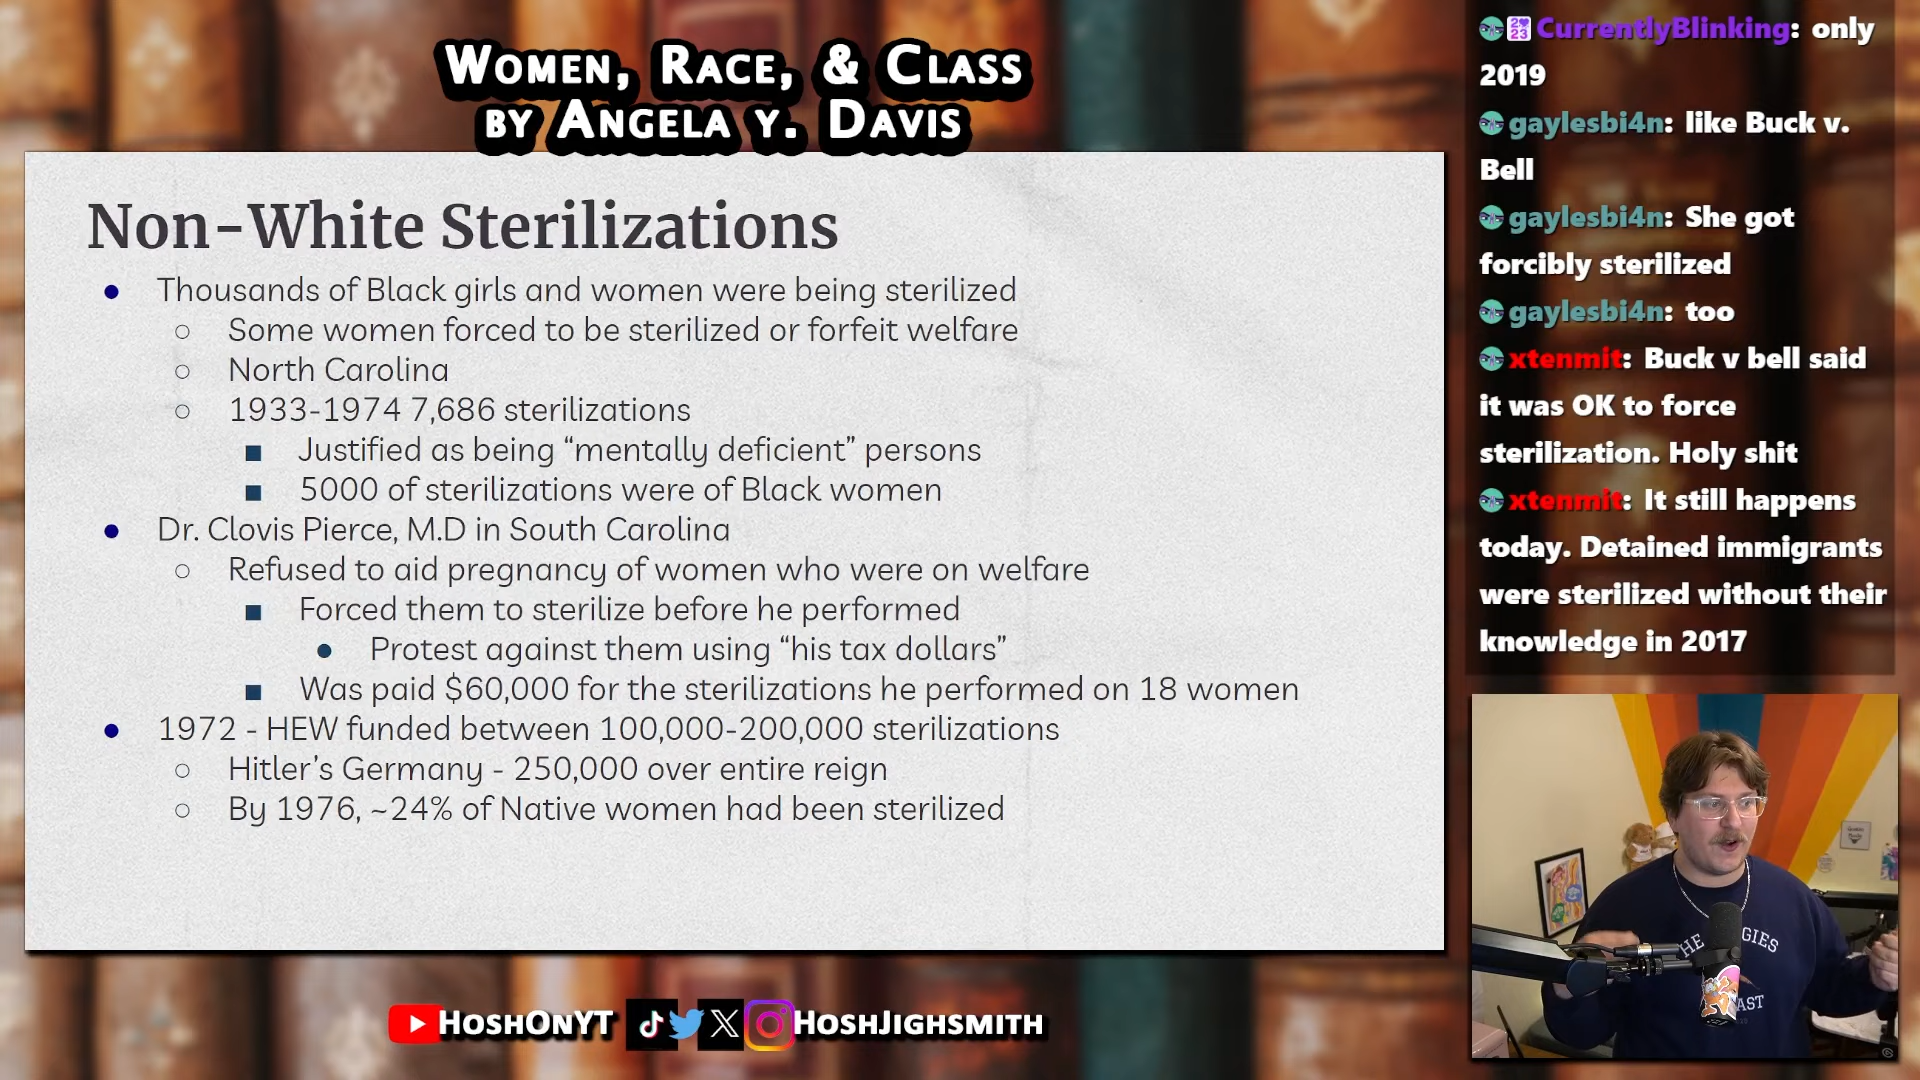 Women, Race, & Class
by Angela Y. Davis
Non-White Sterilizations
Thousands of Black girls and women were being sterilized
Some women forced to be sterilized or forfeit welfare
North Carolina
1933-1974 7,686 sterilizations
Justified as being “mentally deficient” persons
5000 of sterilizations were of Black women
Dr. Clovis Pierce, M.D in South Carolina
Refused to aid pregnancy of women who were on welfare
Forced them to sterilize before he performed
Protest against them using “his tax dollars”
Was paid $60,000 for the sterilizations he performed on 18 women
1972 - HEW funded between 100,000-200,000 sterilizations
Hitler’s Germany - 250,000 over entire reign
By 1976, ~24% of Native women had been sterilized
HoshOnYT
HoshJighsmith
CurrentlyBlinking: only
2019
gaylesbi4n: like Buck v.
Bell
gaylesbi4n: She got
forcibly sterilized
gaylesbi4n: too
xtenmit: Buck v bell said
it was OK to force
sterilization. Holy shit
xtenmit: It still happens
today. Detained immigrants
were sterilized without their
knowledge in 2017